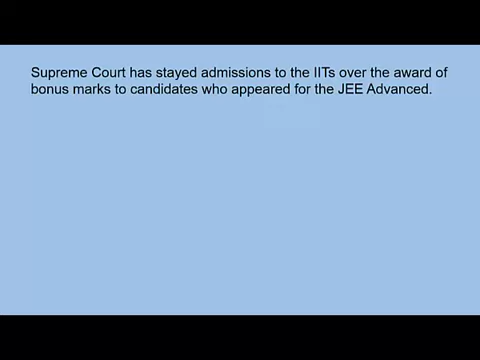 Supreme Court has stayed admissions to the IITs over the award of
bonus marks to candidates who appeared for the JEE Advanced.